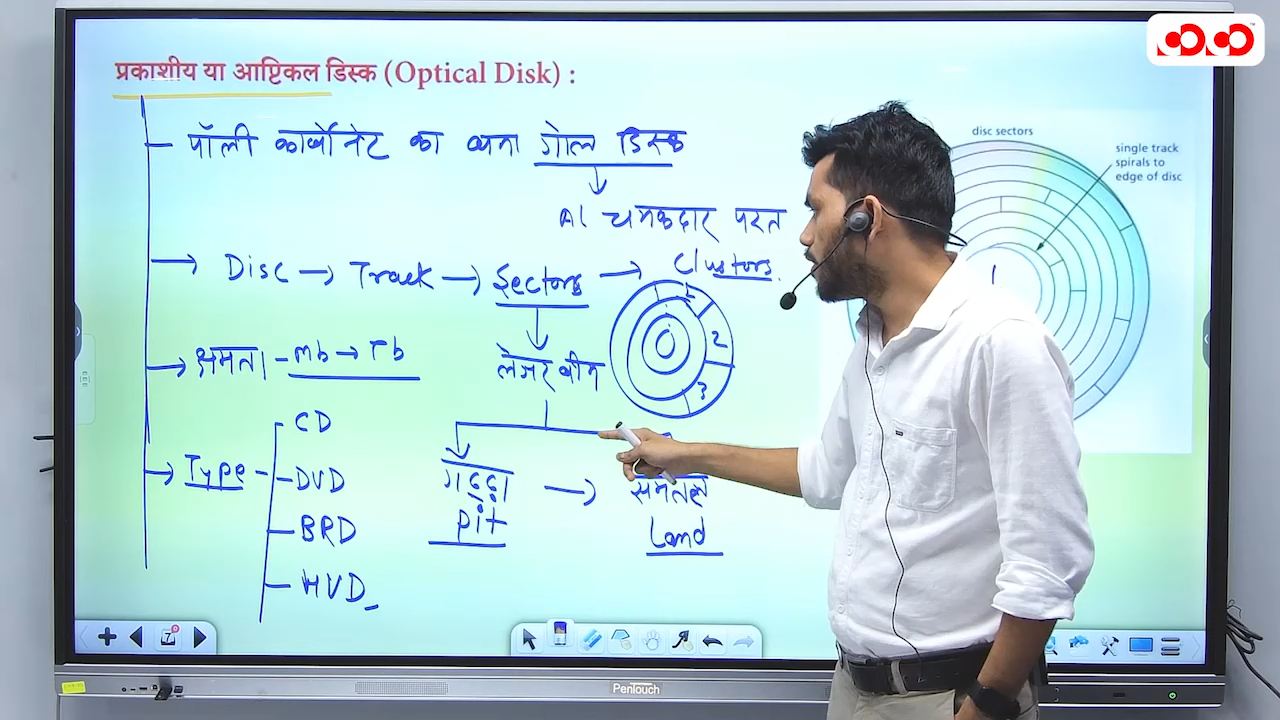 प्रकाशीय या आप्टिकल डिस्क (Optical Disk) :
पॉली कार्बोनेट का बना गोल डिस्क
Al चमकदार परत
Disc → Track → Sectors → Clustors.
लेजर बीम
1
2
3
क्षमता - Mb → Tb
Type
CD
DVD
BRD
HVD
गड्ढा → समतल
Pit
Land
disc sectors
single track
spirals to
edge of disc
PenTouch